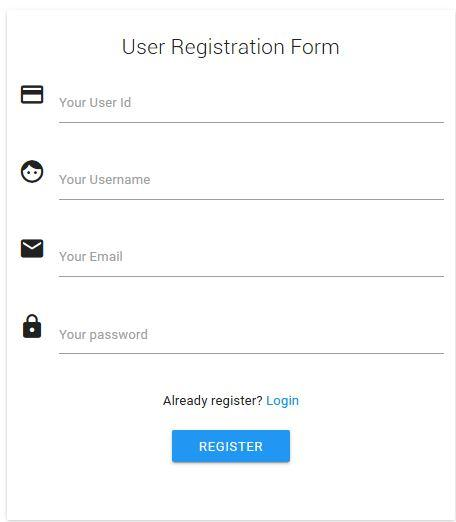 User Registration Form
Your User Id
Your Username
Your Email
Your password
Already register? Login
REGISTER